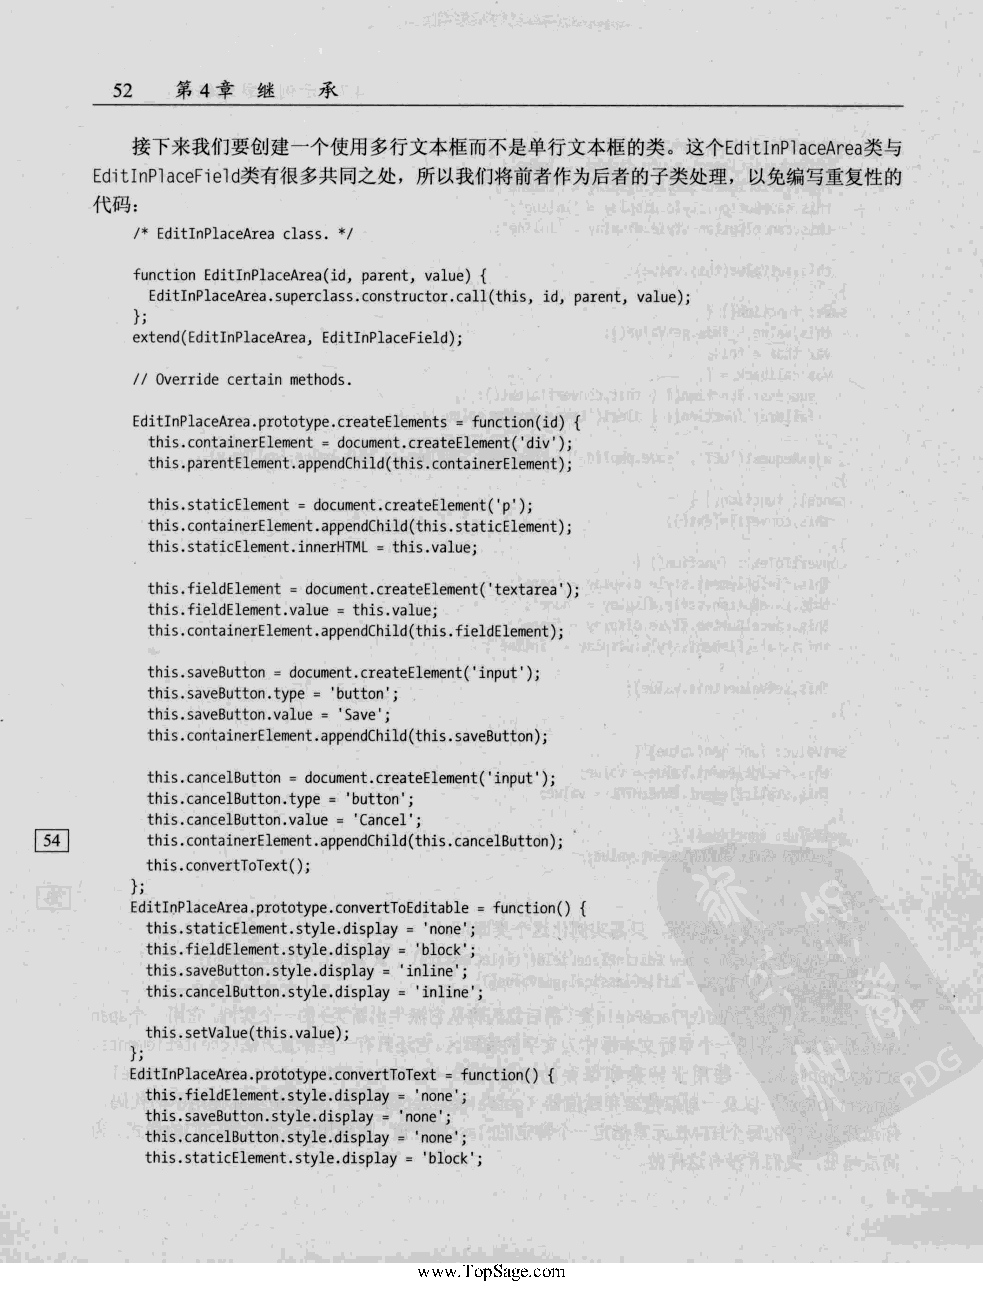 52 第4章 继 承
接下来我们要创建一个使用多行文本框而不是单行文本框的类。这个EditInPlaceArea类与
EditInPlaceField类有很多共同之处，所以我们将前者作为后者的子类处理，以免编写重复性的
代码：
/* EditInPlaceArea class. */
function EditInPlaceArea(id, parent, value) {
EditInPlaceArea.superclass.constructor.call(this, id, parent, value);
};
extend(EditInPlaceArea, EditInPlaceField);
// Override certain methods.
EditInPlaceArea.prototype.createElements = function(id) {
this.containerElement = document.createElement('div');
this.parentElement.appendChild(this.containerElement);
this.staticElement = document.createElement('p');
this.containerElement.appendChild(this.staticElement);
this.staticElement.innerHTML = this.value;
this.fieldElement = document.createElement('textarea');
this.fieldElement.value = this.value;
this.containerElement.appendChild(this.fieldElement);
this.saveButton = document.createElement('input');
this.saveButton.type = 'button';
this.saveButton.value = 'Save';
this.containerElement.appendChild(this.saveButton);
this.cancelButton = document.createElement('input');
this.cancelButton.type = 'button';
this.cancelButton.value = 'Cancel';
54 this.containerElement.appendChild(this.cancelButton);
this.convertToText();
};
EditInPlaceArea.prototype.convertToEditable = function() {
this.staticElement.style.display = 'none';
this.fieldElement.style.display = 'block';
this.saveButton.style.display = 'inline';
this.cancelButton.style.display = 'inline';
this.setValue(this.value);
};
EditInPlaceArea.prototype.convertToText = function() {
this.fieldElement.style.display = 'none';
this.saveButton.style.display = 'none';
this.cancelButton.style.display = 'none';
this.staticElement.style.display = 'block';
PDG
www.TopSage.com